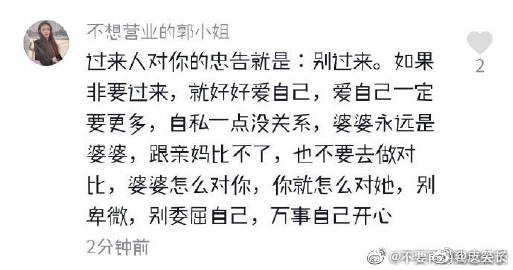 不想营业的郭小姐
过来人对你的忠告就是：别过来。如果
非要过来，就好好爱自己，爱自己一定
要更多，自私一点没关系，婆婆永远是
婆婆，跟亲妈比不了，也不要去做对
比，婆婆怎么对你，你就怎么对她，别
卑微，别委屈自己，万事自己开心
2分钟前
2